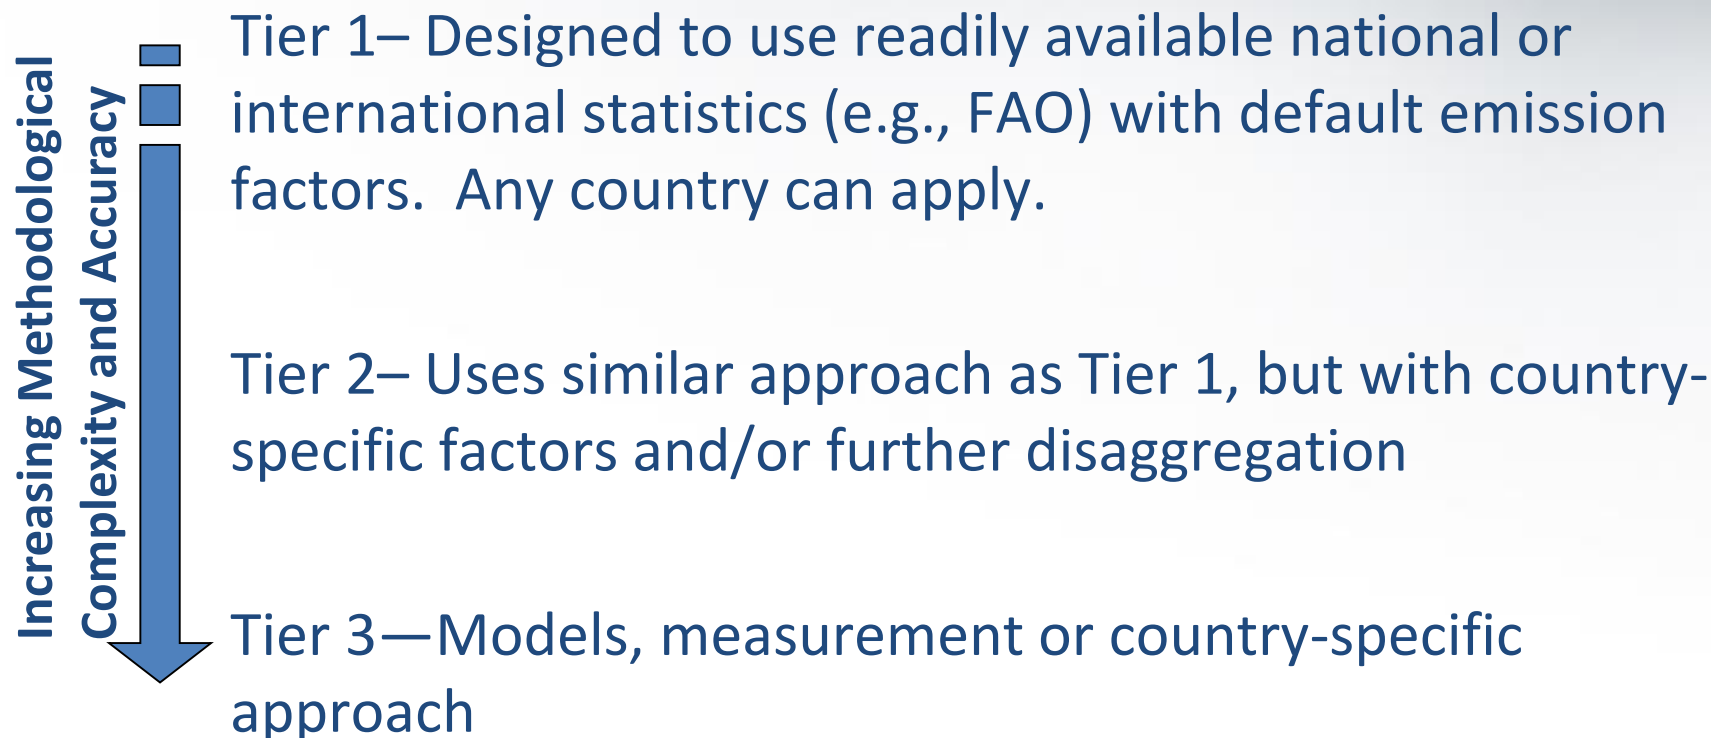 Increasing Methodological
Complexity and Accuracy
Tier 1– Designed to use readily available national or
international statistics (e.g., FAO) with default emission
factors.  Any country can apply.
Tier 2– Uses similar approach as Tier 1, but with country-
specific factors and/or further disaggregation
Tier 3—Models, measurement or country-specific
approach